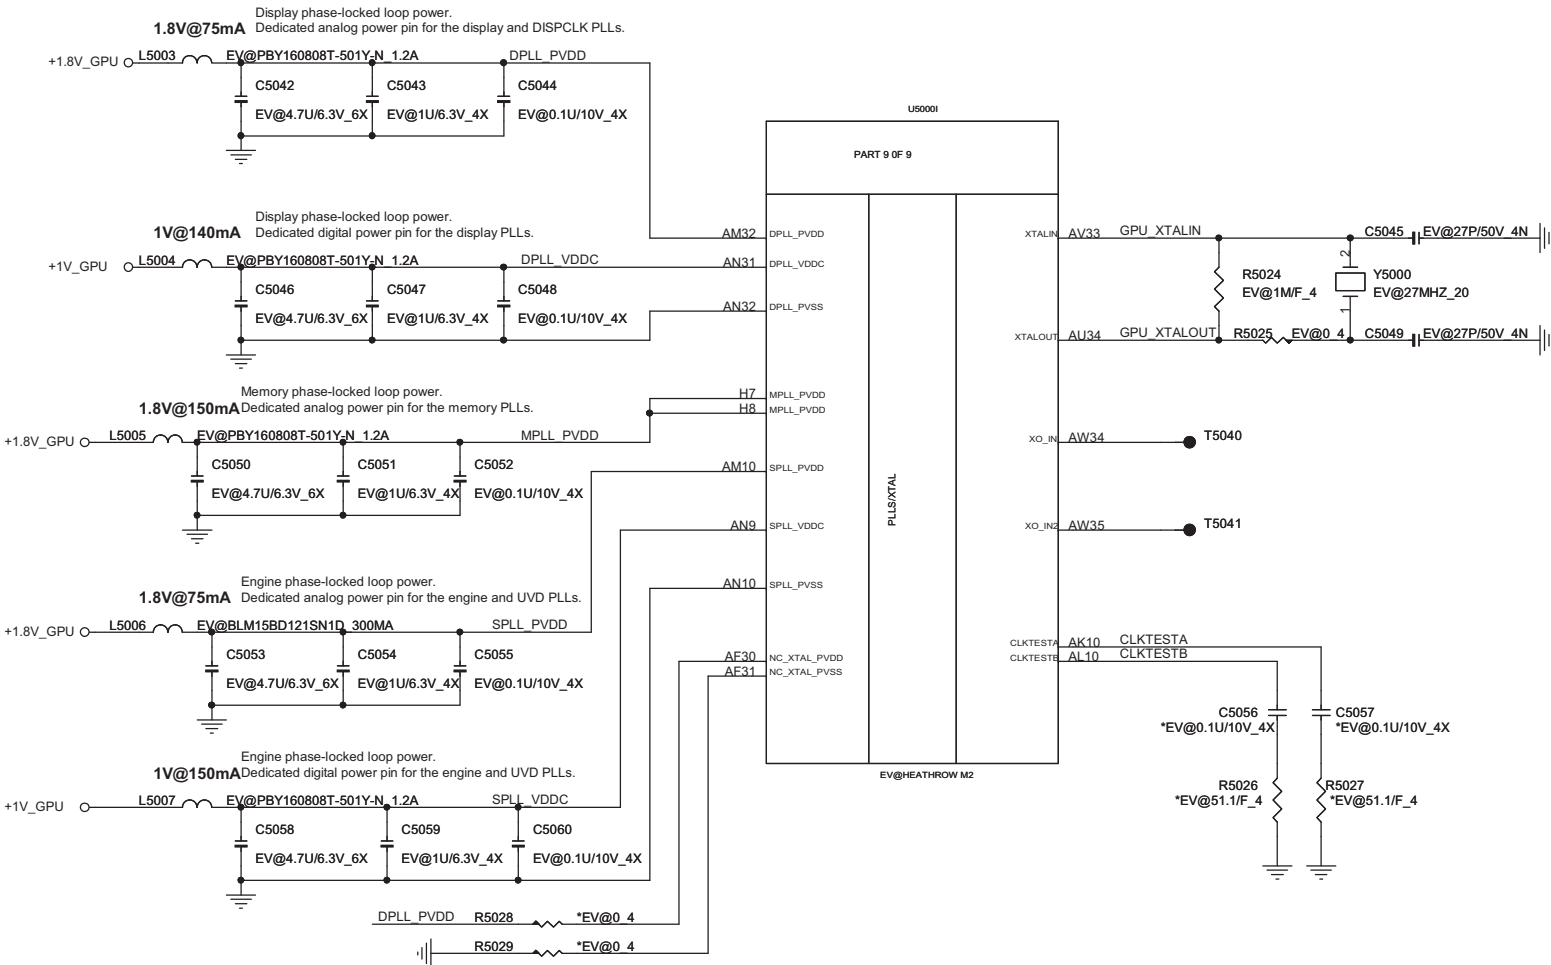 Display phase-locked loop power.
1.8V@75mA Dedicated analog power pin for the display and DISPCLK PLLs.
+1.8V_GPU L5003 EV@PBY160808T-501Y-N_1.2A DPLL_PVDD
C5042 C5043 C5044
EV@4.7U/6.3V_6X EV@1U/6.3V_4X EV@0.1U/10V_4X
U5000I
PART 9 0F 9
Display phase-locked loop power.
1V@140mA Dedicated digital power pin for the display PLLs.
+1V_GPU L5004 EV@PBY160808T-501Y-N_1.2A DPLL_VDDC
C5046 C5047 C5048
EV@4.7U/6.3V_6X EV@1U/6.3V_4X EV@0.1U/10V_4X
AM32 DPLL_PVDD
AN31 DPLL_VDDC
AN32 DPLL_PVSS
XTALIN AV33 GPU_XTALIN C5045 EV@27P/50V_4N
2
R5024 Y5000
EV@1M/F_4 EV@27MHZ_20
1
XTALOUT AU34 GPU_XTALOUT R5025 EV@0_4 C5049 EV@27P/50V_4N
Memory phase-locked loop power.
1.8V@150mA Dedicated analog power pin for the memory PLLs.
+1.8V_GPU L5005 EV@PBY160808T-501Y-N_1.2A MPLL_PVDD
C5050 C5051 C5052
EV@4.7U/6.3V_6X EV@1U/6.3V_4X EV@0.1U/10V_4X
H7 MPLL_PVDD
H8 MPLL_PVDD
AM10 SPLL_PVDD
AN9 SPLL_VDDC
AN10 SPLL_PVSS
PLLS/XTAL
XO_IN AW34 T5040
XO_IN2 AW35 T5041
Engine phase-locked loop power.
1.8V@75mA Dedicated analog power pin for the engine and UVD PLLs.
+1.8V_GPU L5006 EV@BLM15BD121SN1D_300MA SPLL_PVDD
C5053 C5054 C5055
EV@4.7U/6.3V_6X EV@1U/6.3V_4X EV@0.1U/10V_4X
AF30 NC_XTAL_PVDD
AF31 NC_XTAL_PVSS
CLKTESTA AK10 CLKTESTA
CLKTESTB AL10 CLKTESTB
C5056 C5057
*EV@0.1U/10V_4X *EV@0.1U/10V_4X
R5026 R5027
*EV@51.1/F_4 *EV@51.1/F_4
EV@HEATHROW M2
Engine phase-locked loop power.
1V@150mA Dedicated digital power pin for the engine and UVD PLLs.
+1V_GPU L5007 EV@PBY160808T-501Y-N_1.2A SPLL_VDDC
C5058 C5059 C5060
EV@4.7U/6.3V_6X EV@1U/6.3V_4X EV@0.1U/10V_4X
DPLL_PVDD R5028 *EV@0_4
R5029 *EV@0_4